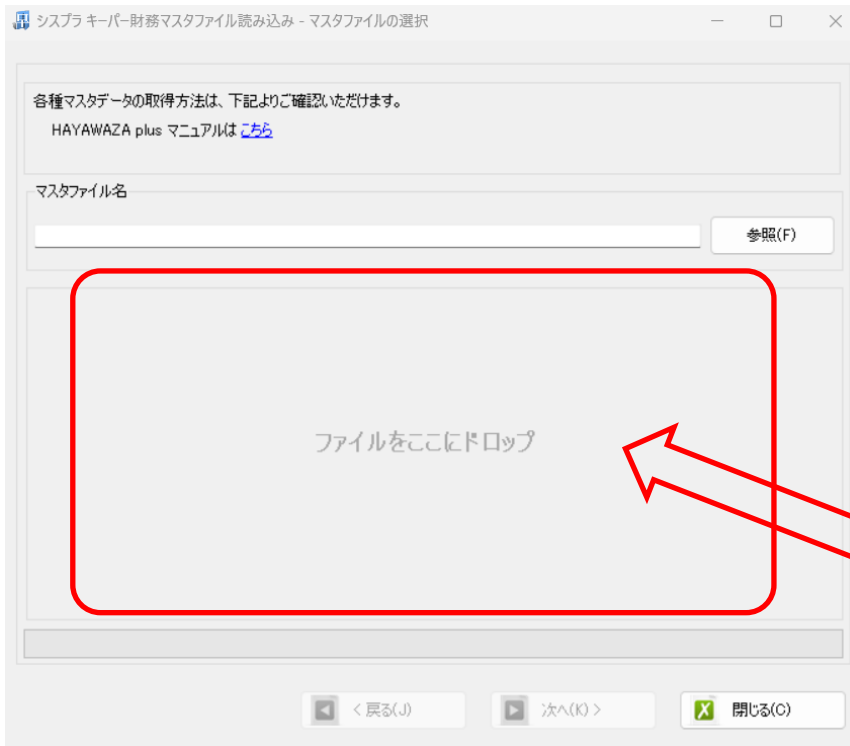 シスプラ キーパー財務マスタファイル読み込み - マスタファイルの選択
各種マスタデータの取得方法は、下記よりご確認いただけます。
HAYAWAZA plus マニュアルは こちら
マスタファイル名
参照(F)
ファイルをここにドロップ
< 戻る(J)
次へ(K) >
閉じる(C)